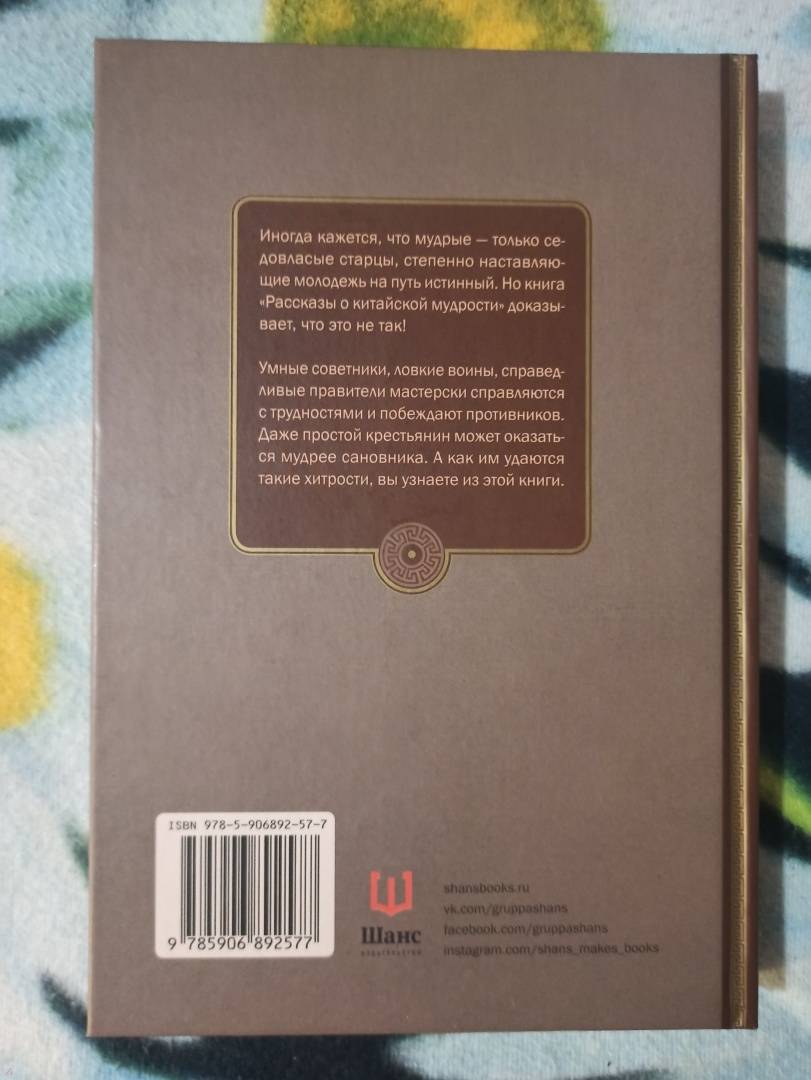 Иногда кажется, что мудрые — только се-
довласые старцы, степенно наставляю-
щие молодежь на путь истинный. Но книга
«Рассказы о китайской мудрости» доказы-
вает, что это не так!
Умные советники, ловкие воины, справед-
ливые правители мастерски справляются
с трудностями и побеждают противников.
Даже простой крестьянин может оказать-
ся мудрее сановника. А как им удаются
такие хитрости, вы узнаете из этой книги.
ISBN 978-5-906892-57-7
9 785906 892577
Шанс
издательство
shansbooks.ru
vk.com/gruppashans
facebook.com/gruppashans
instagram.com/shans_makes_books